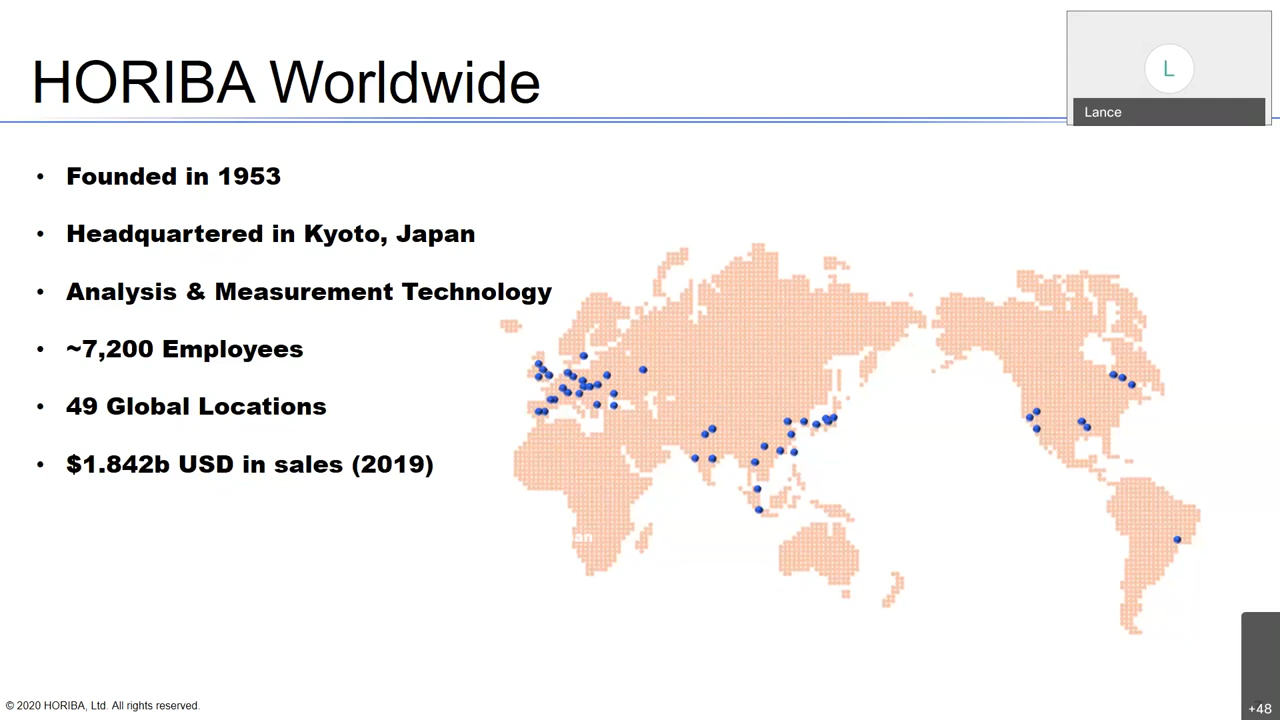 HORIBA Worldwide
L
Lance
• Founded in 1953
• Headquartered in Kyoto, Japan
• Analysis & Measurement Technology
• ~7,200 Employees
• 49 Global Locations
• $1.842b USD in sales (2019)
an
© 2020 HORIBA, Ltd. All rights reserved.
+48